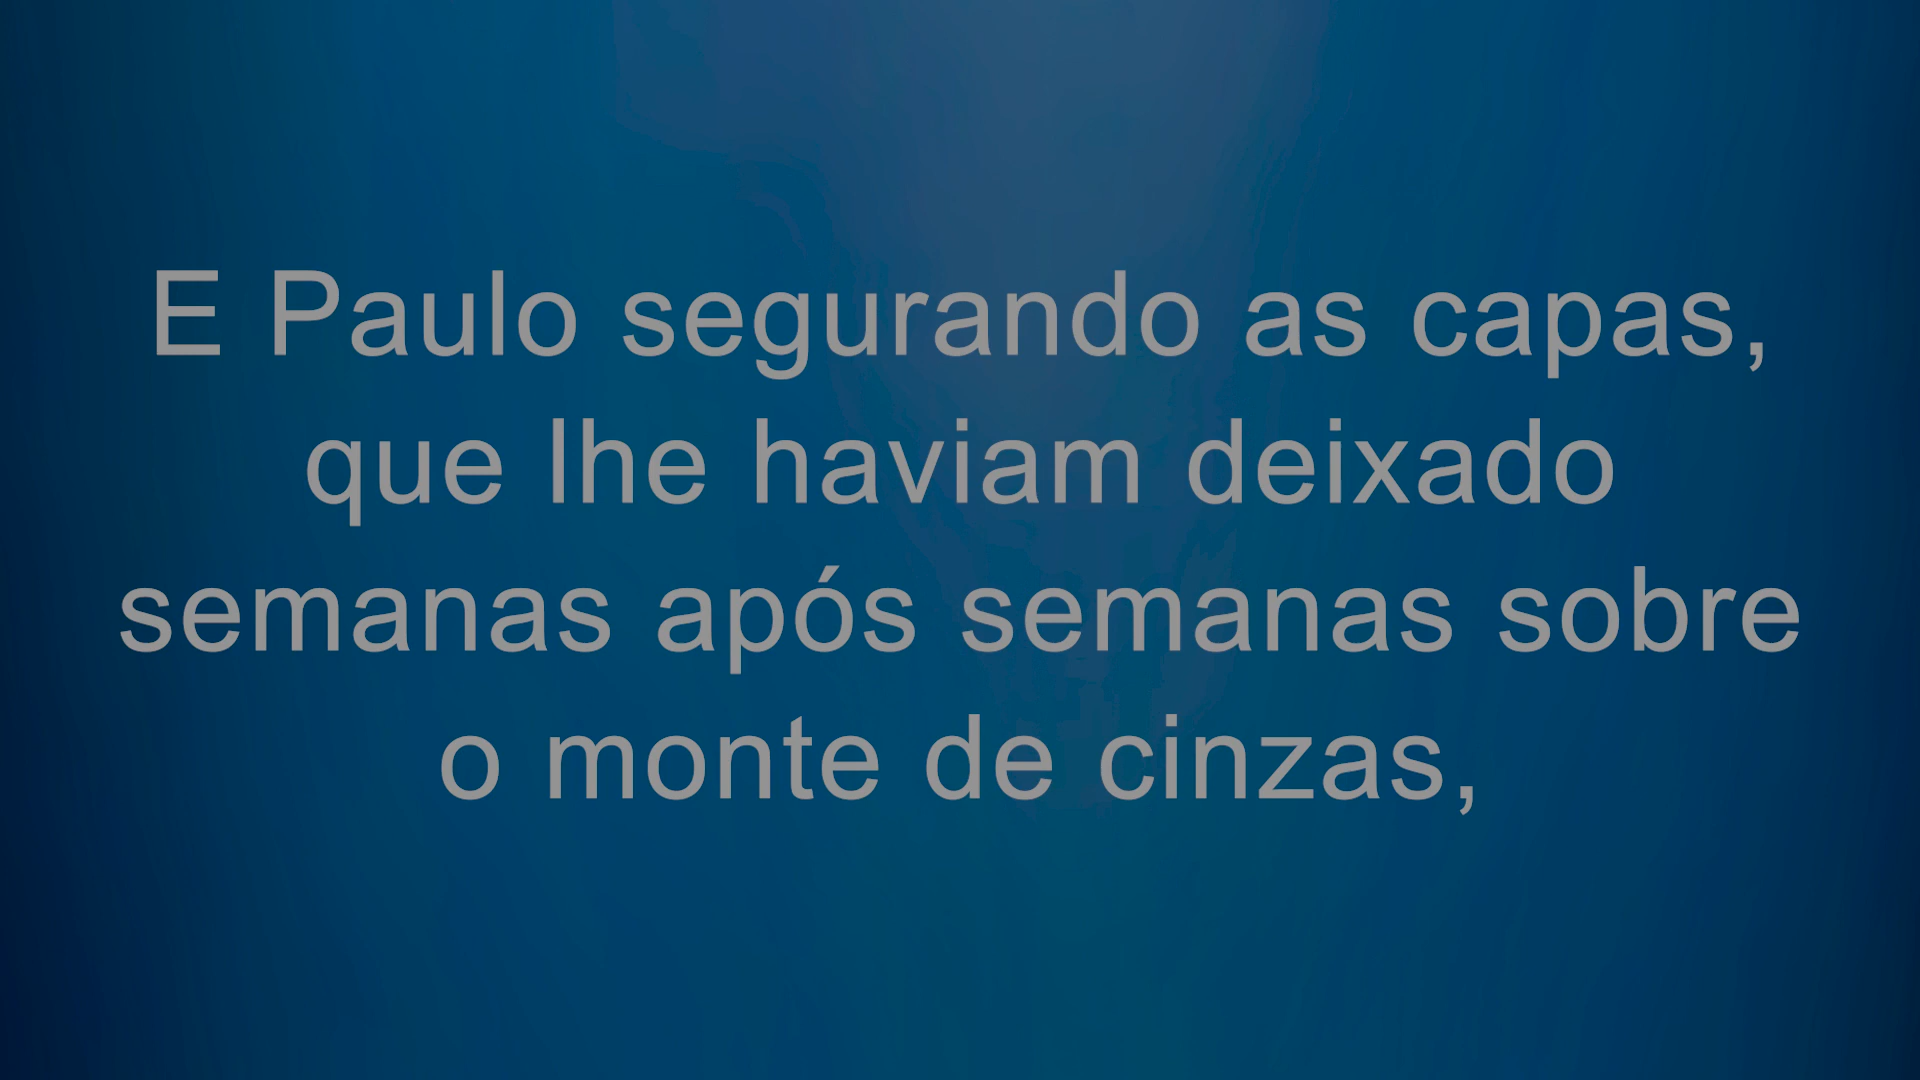 E Paulo segurando as capas,
que lhe haviam deixado
semanas após semanas sobre
o monte de cinzas,